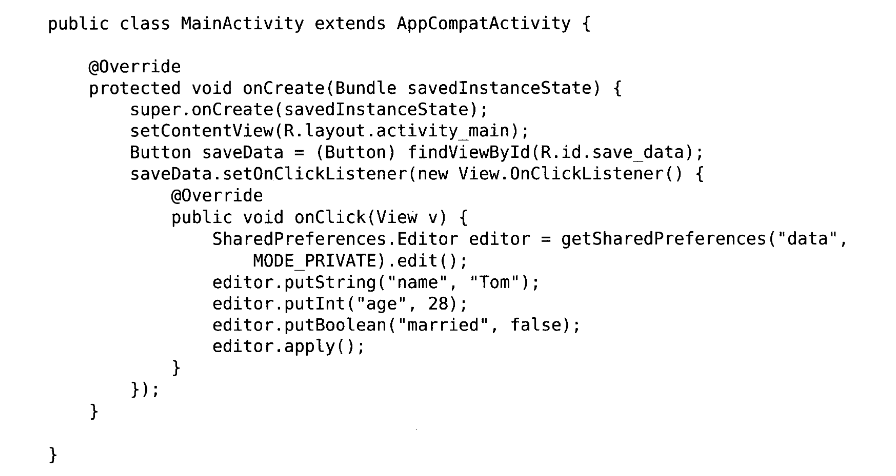 public class MainActivity extends AppCompatActivity {
@Override
protected void onCreate(Bundle savedInstanceState) {
super.onCreate(savedInstanceState);
setContentView(R.layout.activity_main);
Button saveData = (Button) findViewById(R.id.save_data);
saveData.setOnClickListener(new View.OnClickListener() {
@Override
public void onClick(View v) {
SharedPreferences.Editor editor = getSharedPreferences("data",
MODE_PRIVATE).edit();
editor.putString("name", "Tom");
editor.putInt("age", 28);
editor.putBoolean("married", false);
editor.apply();
}
});
}
}